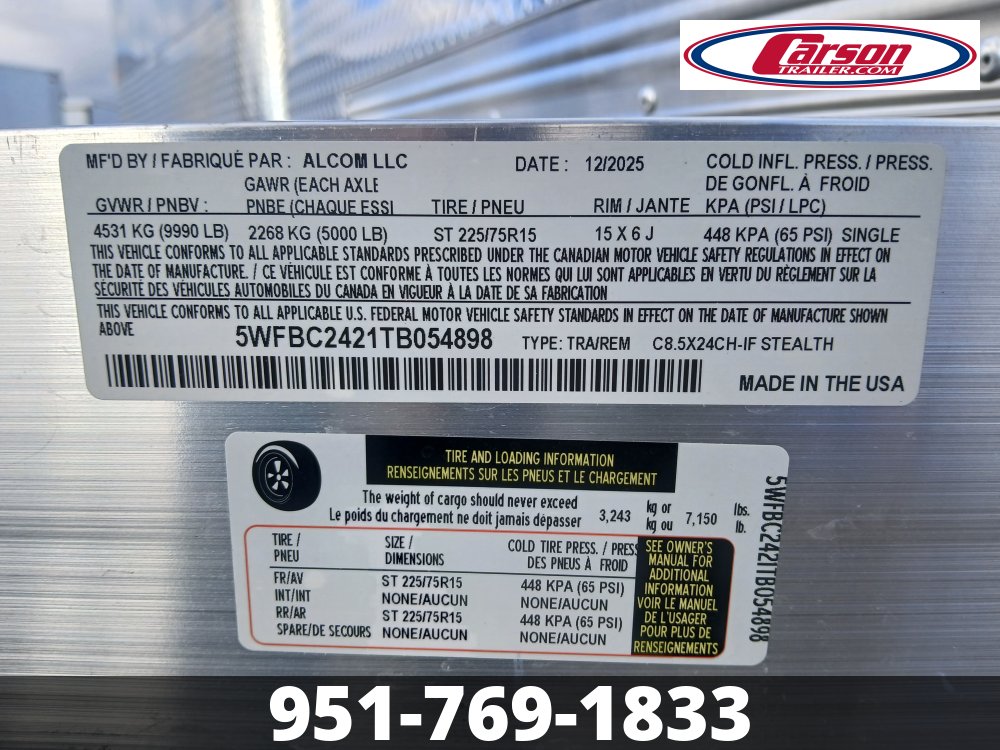 Carson
TRAILER.COM
MF'D BY / FABRIQUÉ PAR : ALCOM LLC DATE : 12/2025 COLD INFL. PRESS. / PRESS.
GAWR (EACH AXLE DE GONFL. À FROID
GVWR / PNBV : PNBE (CHAQUE ESSI TIRE / PNEU RIM / JANTE KPA (PSI / LPC)
4531 KG (9990 LB) 2268 KG (5000 LB) ST 225/75R15 15 X 6 J 448 KPA (65 PSI) SINGLE
THIS VEHICLE CONFORMS TO ALL APPLICABLE STANDARDS PRESCRIBED UNDER THE CANADIAN MOTOR VEHICLE SAFETY REGULATIONS IN EFFECT ON
THE DATE OF MANUFACTURE. / CE VÉHICULE EST CONFORME À TOUTES LES NORMES QUI LUI SONT APPLICABLES EN VERTU DU RÈGLEMENT SUR LA
SÉCURITÉ DES VÉHICULES AUTOMOBILES DU CANADA EN VIGUEUR À LA DATE DE SA FABRICATION
THIS VEHICLE CONFORMS TO ALL APPLICABLE U.S. FEDERAL MOTOR VEHICLE SAFETY STANDARDS IN EFFECT ON THE DATE OF MANUFACTURE SHOWN
ABOVE
5WFBC2421TB054898 TYPE: TRA/REM C8.5X24CH-IF STEALTH
MADE IN THE USA
TIRE AND LOADING INFORMATION
RENSEIGNEMENTS SUR LES PNEUS ET LE CHARGEMENT
The weight of cargo should never exceed
Le poids du chargement ne doit jamais dépasser
3,243 kg or
kg ou 7,150 lbs.
lb.
TIRE /
PNEU
SIZE /
DIMENSIONS
COLD TIRE PRESS. / PRESS
DES PNEUS À FROID
FR/AV ST 225/75R15 448 KPA (65 PSI)
INT/INT NONE/AUCUN NONE/AUCUN
RR/AR ST 225/75R15 448 KPA (65 PSI)
SPARE/DE SECOURS NONE/AUCUN NONE/AUCUN
SEE OWNER'S
MANUAL FOR
ADDITIONAL
INFORMATION
VOIR LE MANUEL
DE L'USAGER
POUR PLUS DE
RENSEIGNEMENTS
5WFBC2421TB054898
951-769-1833